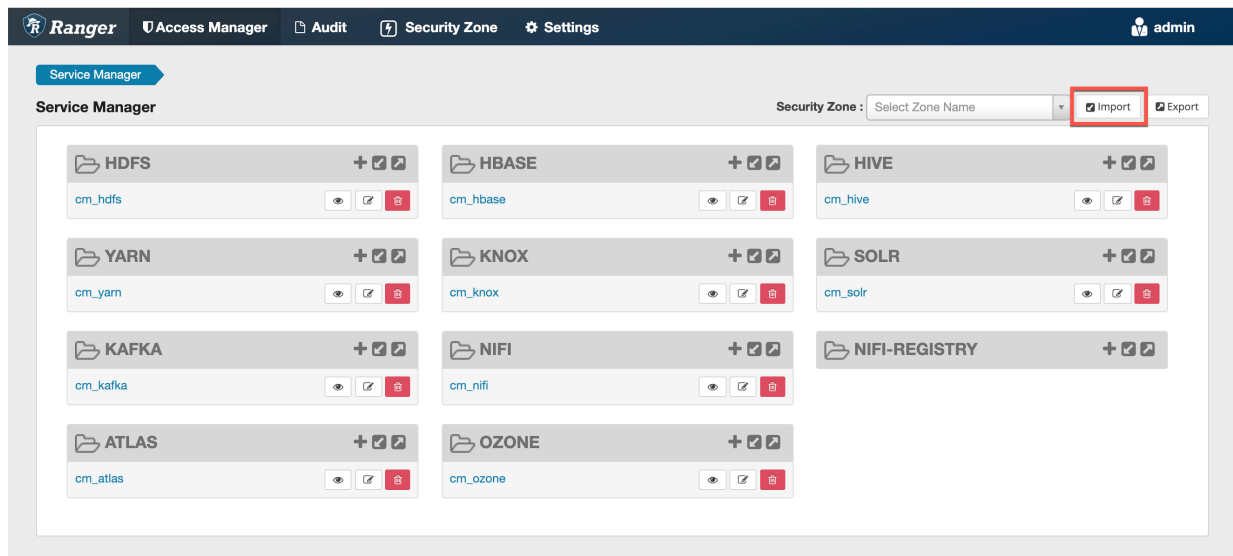 Ranger Access Manager Audit Security Zone Settings admin
Service Manager
Service Manager Security Zone : Select Zone Name Import Export
HDFS HBASE HIVE
cm_hdfs cm_hbase cm_hive
YARN KNOX SOLR
cm_yarn cm_knox cm_solr
KAFKA NIFI NIFI-REGISTRY
cm_kafka cm_nifi
ATLAS OZONE
cm_atlas cm_ozone